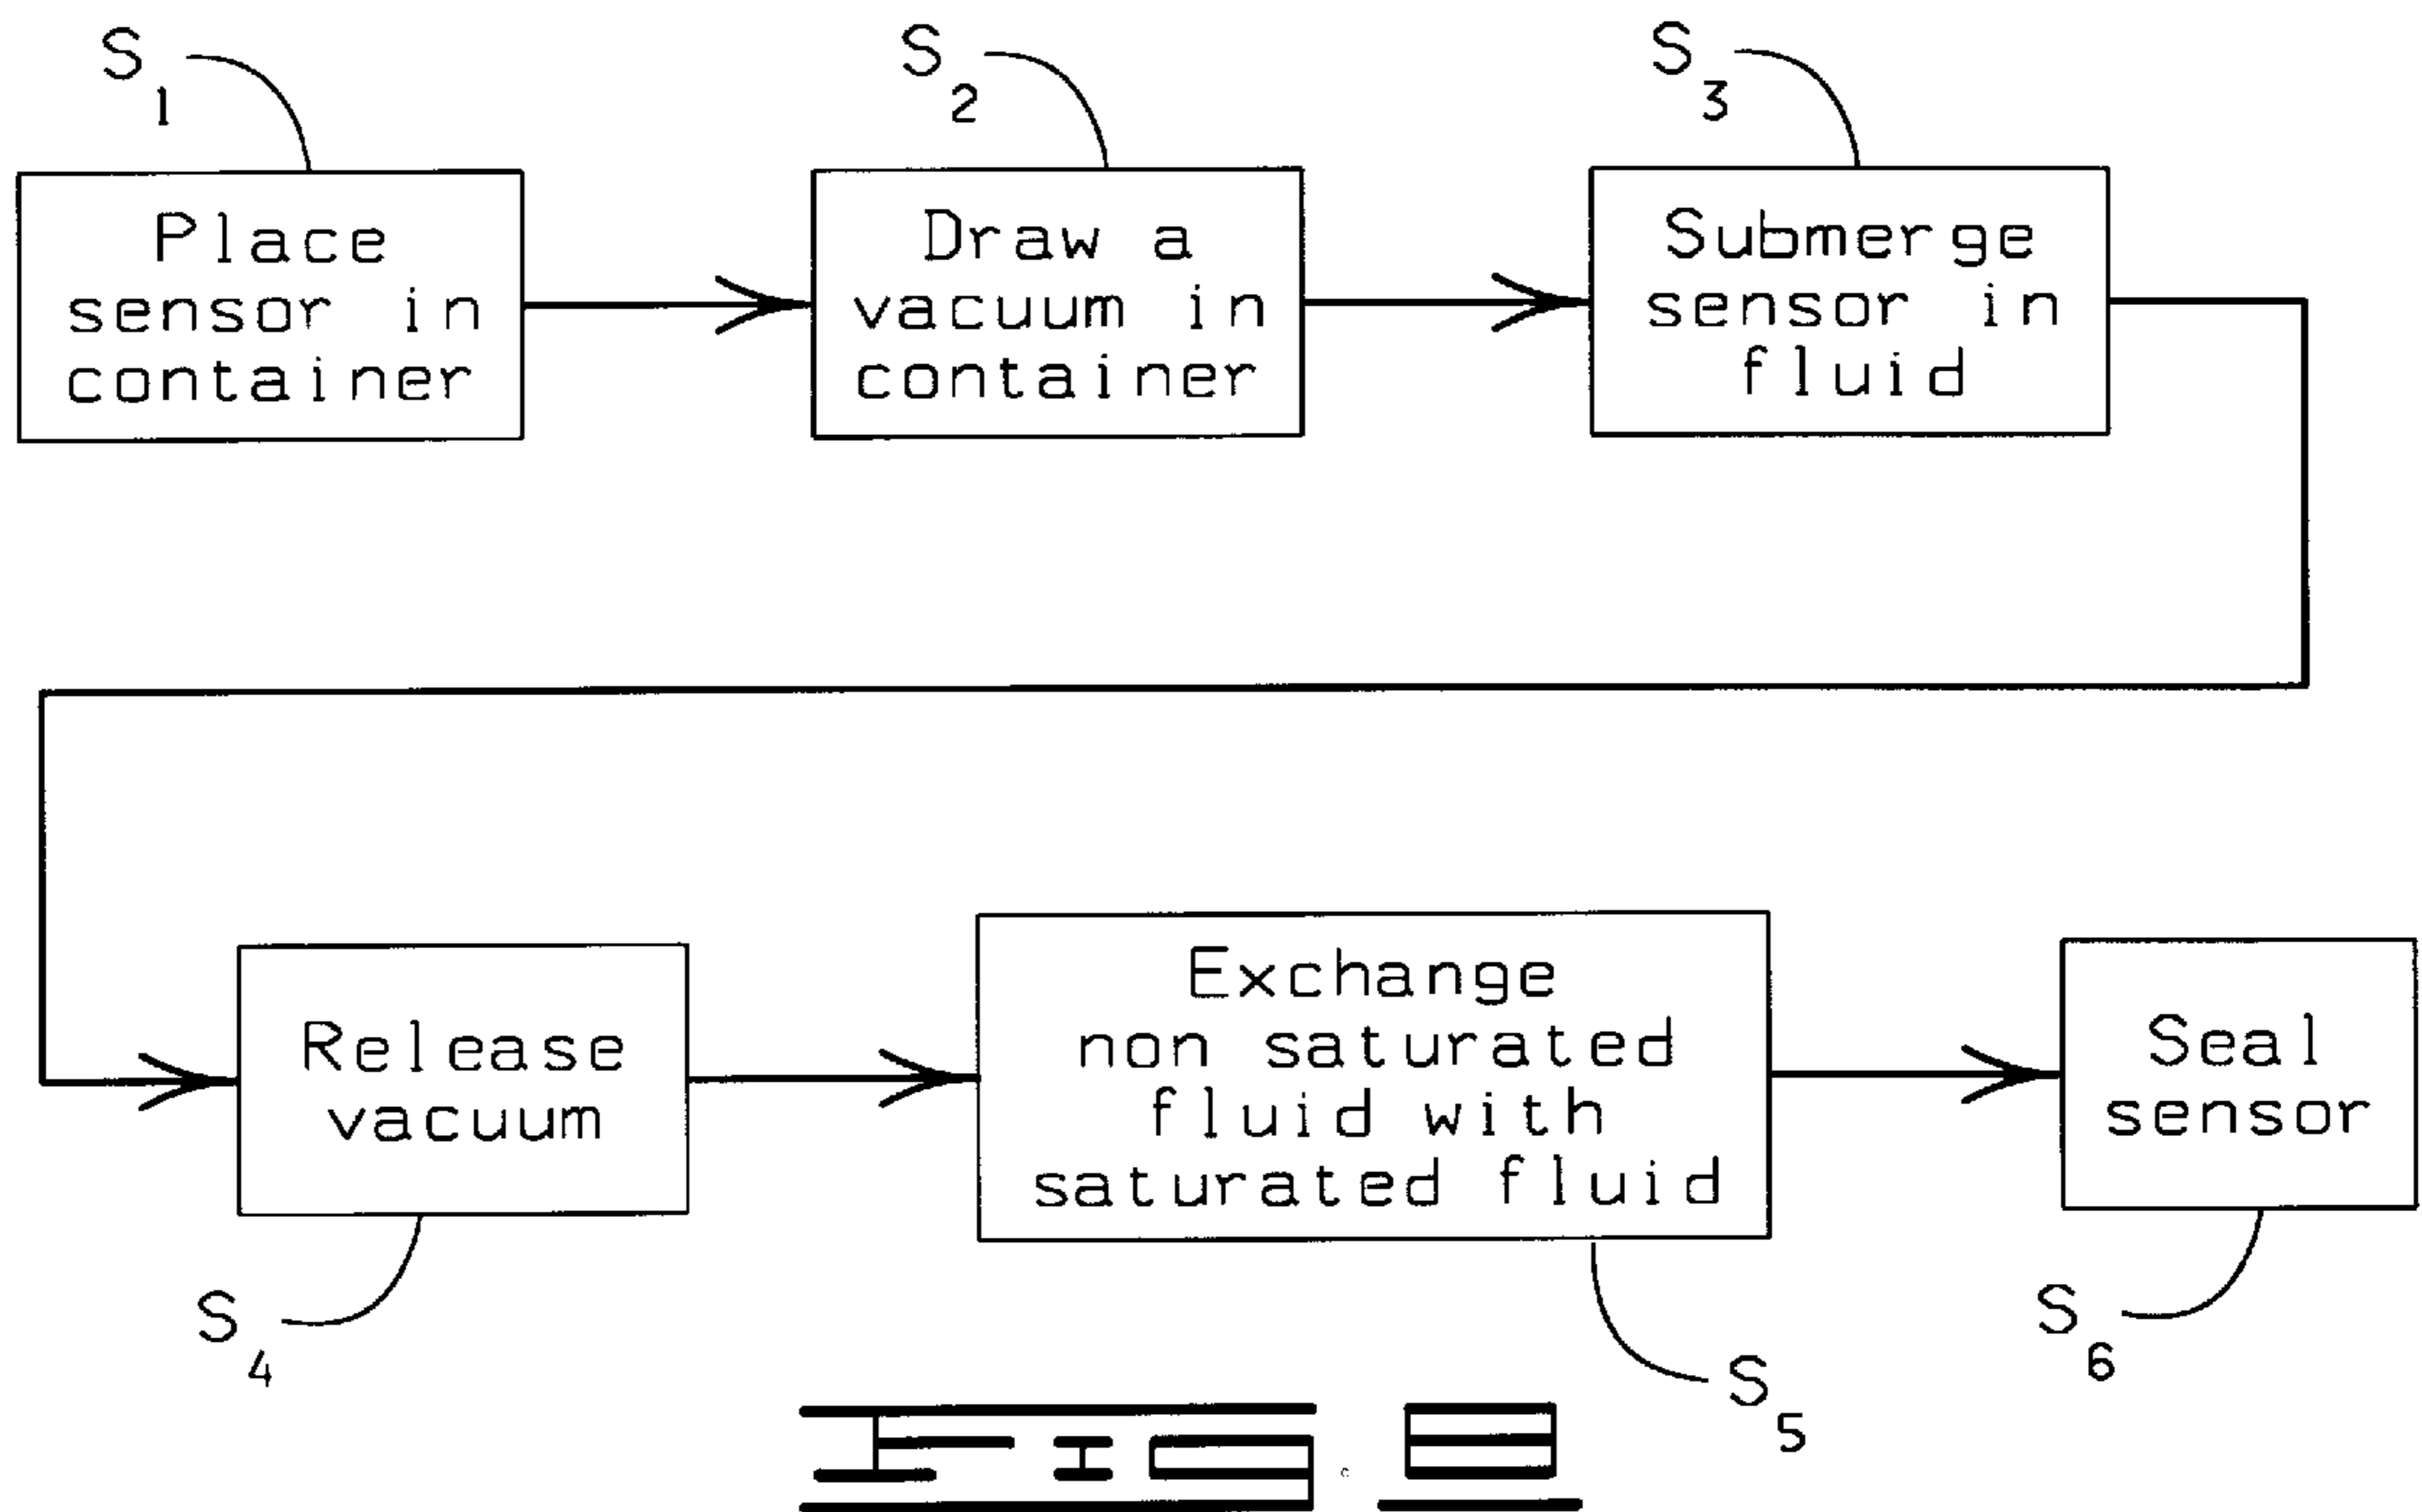 S1
S2
S3
Place
sensor in
container
Draw a
vacuum in
container
Submerge
sensor in
fluid
Release
vacuum
Exchange
non saturated
fluid with
saturated fluid
Seal
sensor
S4
S5
S6
FIG. 8